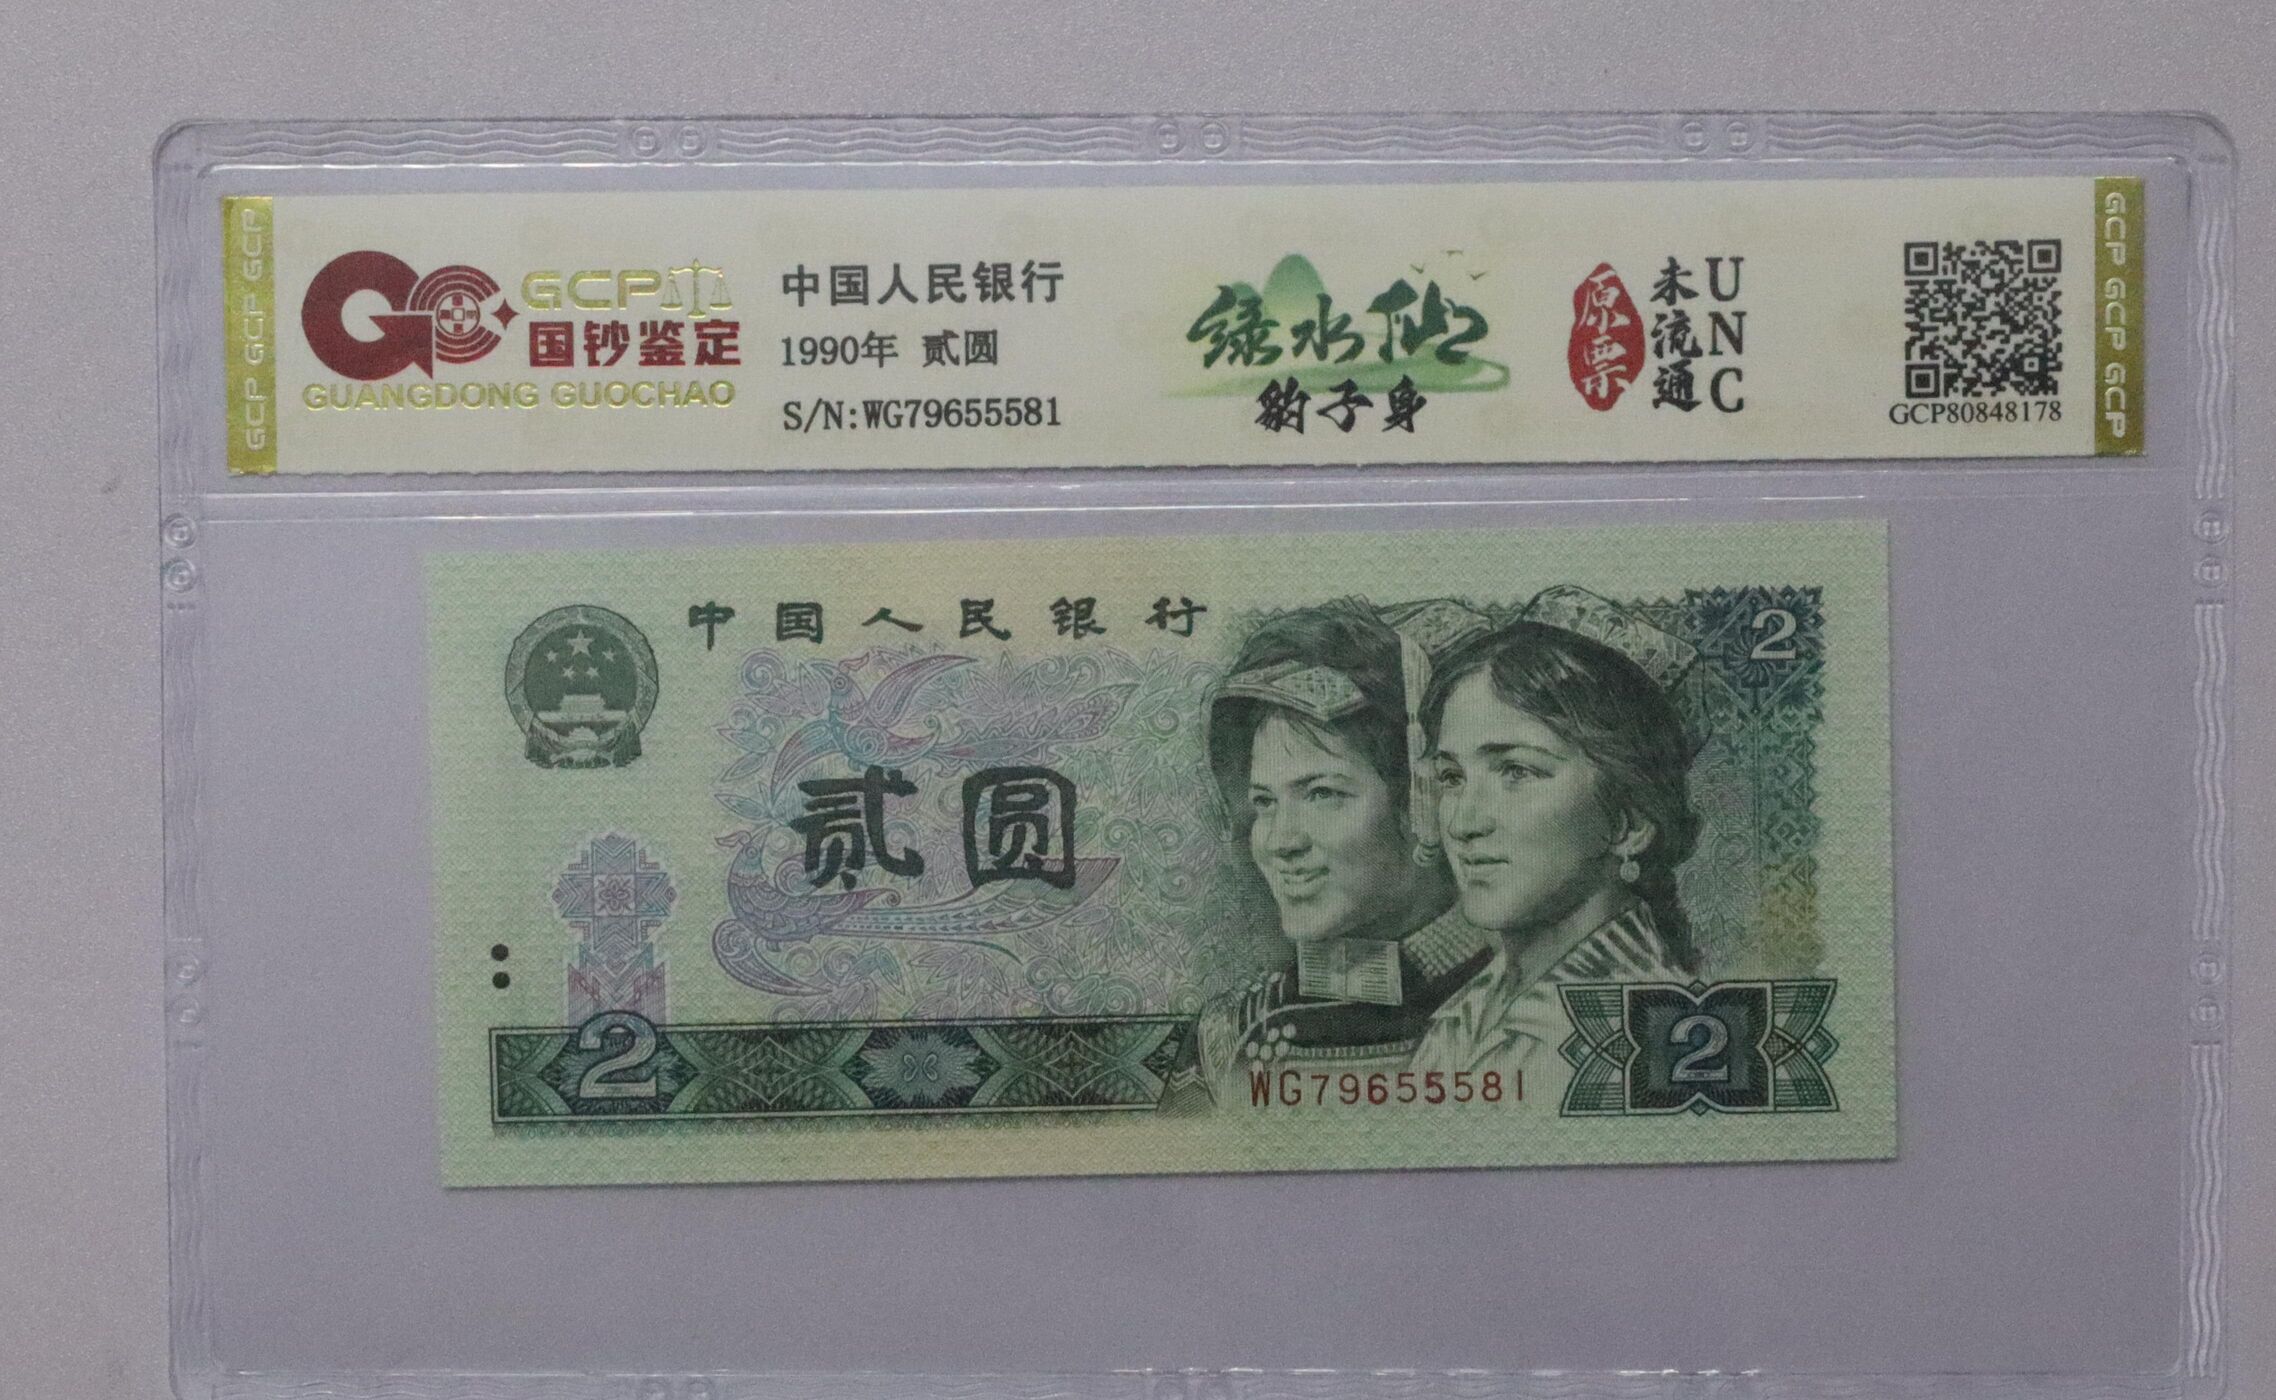 GCP GCP GCP
GCP
国钞鉴定
GUANGDONG GUOCHAO
中国人民银行
1990年 贰圆
S/N:WG79655581
绿水仙
豹子身
原票
未流通
UNC
GCP80848178
GCP GCP GCP
中国人民银行
2
贰圆
2
WG79655581
2